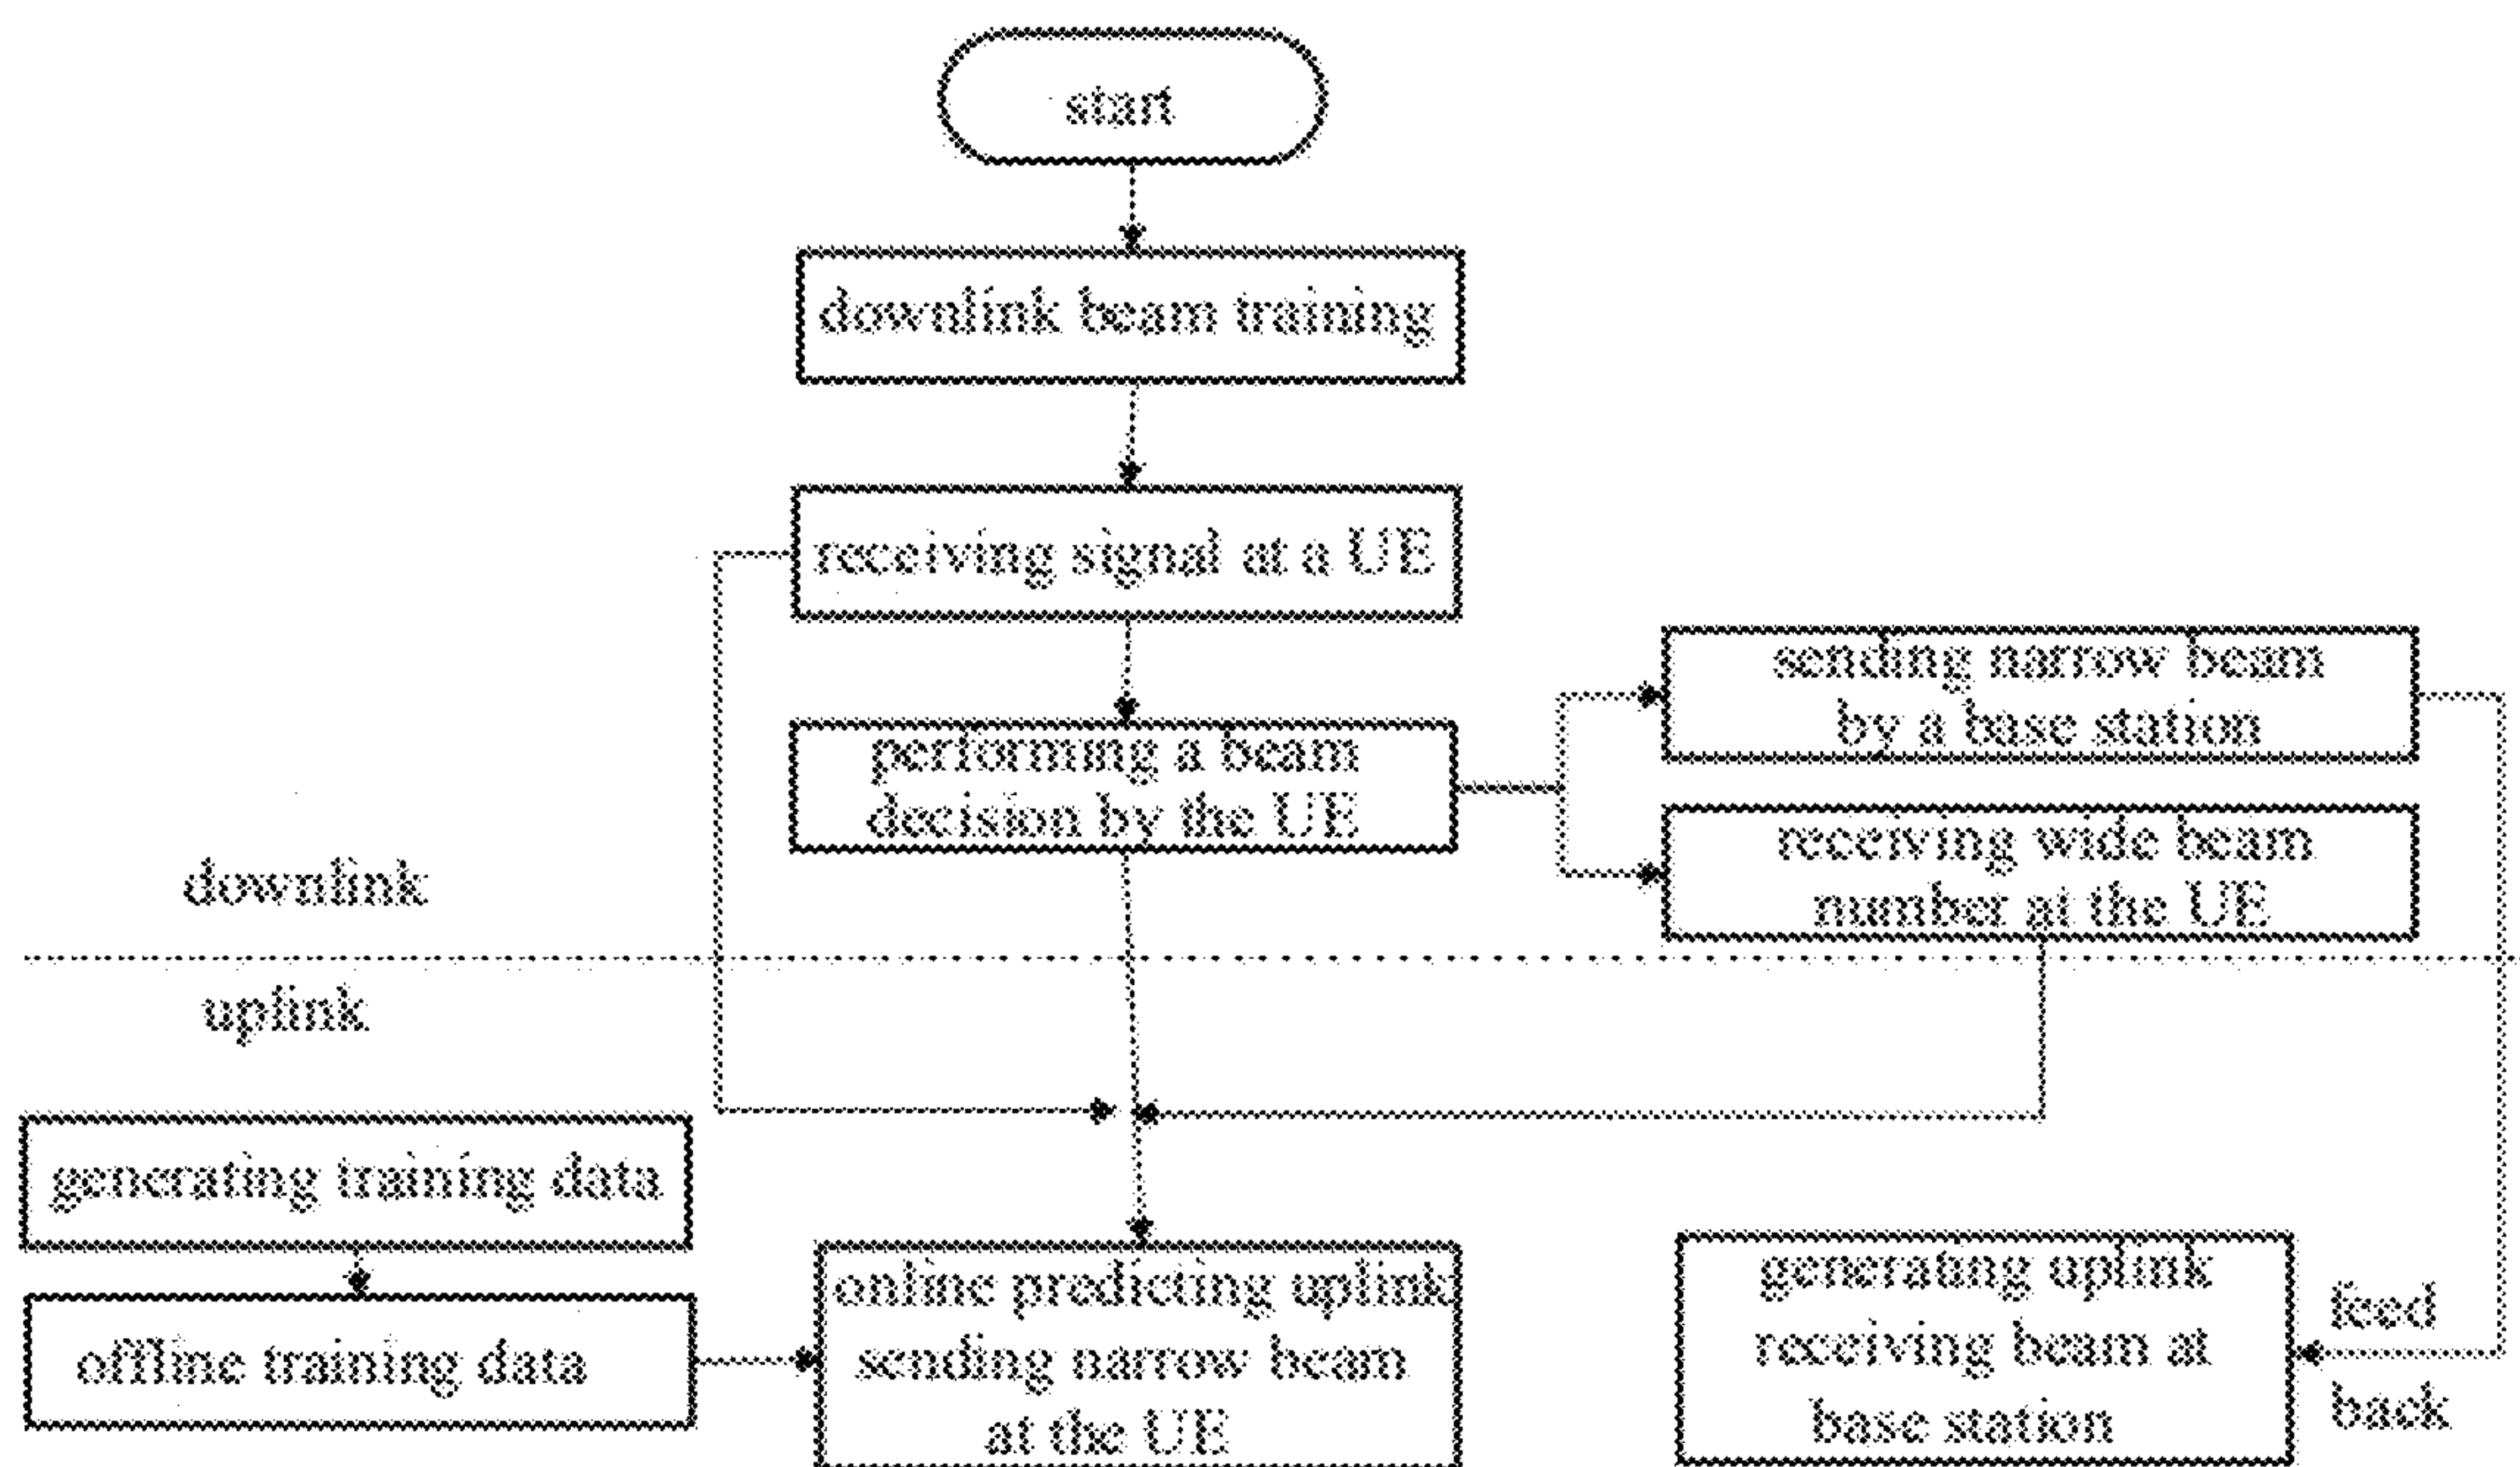 start
downlink beam training
receiving signal at a UE
sending narrow beam
by a base station
performing a beam
decision by the UE
receiving wide beam
number at the UE
downlink
uplink
generating training data
offline training data
online predicting uplink
sending narrow beam
at the UE
generating uplink
receiving beam at
base station
feed
back